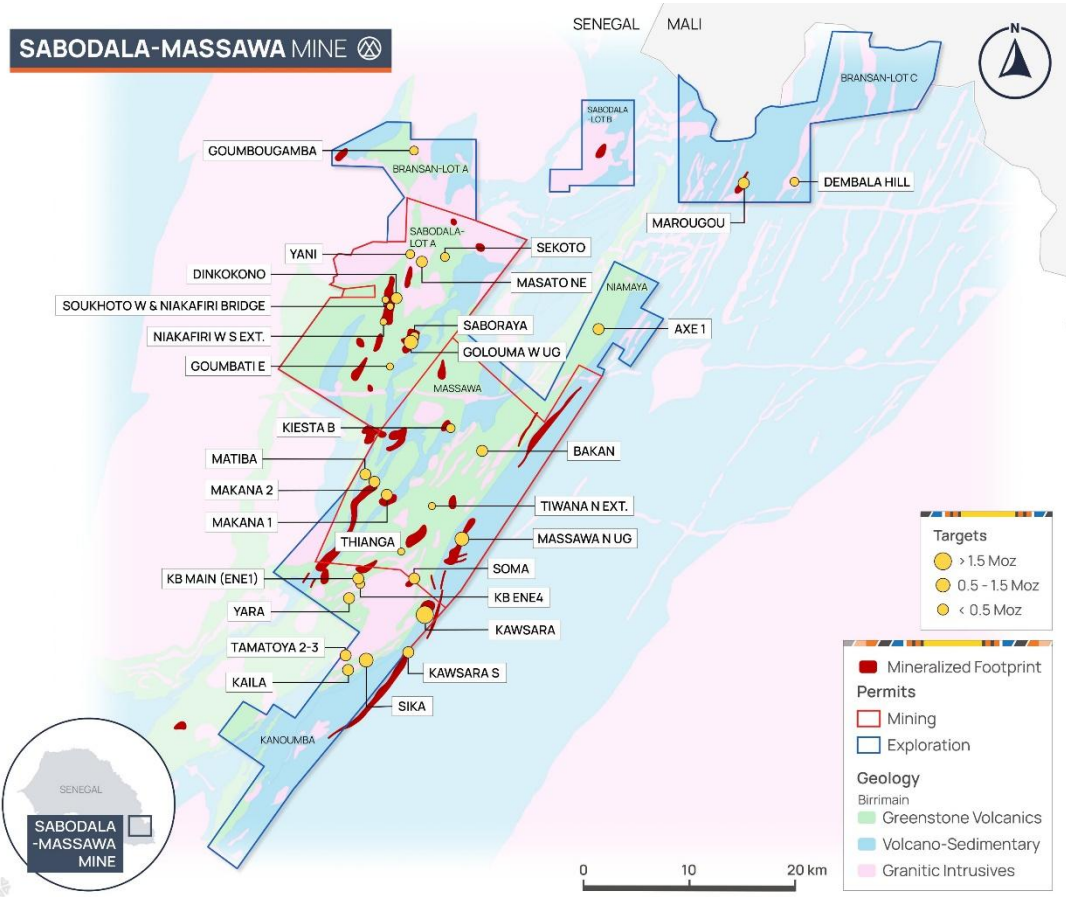 SABODALA-MASSAWA MINE
SENEGAL
MALI
N
BRANSAN-LOT C
SABODALA
-LOT B
GOUMBOUGAMBA
BRANSAN-LOT A
DEMBALA HILL
MAROUGOU
SABODALA-
LOT A
YANI
SEKOTO
DINKOKONO
MASATO NE
NIAMAYA
SOUKHOTO W & NIAKAFIRI BRIDGE
NIAKAFIRI W S EXT.
SABORAYA
AXE 1
GOLOUMA W UG
GOUMBATI E
MASSAWA
KIESTA B
BAKAN
MATIBA
MAKANA 2
MAKANA 1
TIWANA N EXT.
THIANGA
MASSAWA N UG
KB MAIN (ENE1)
SOMA
KB ENE4
YARA
KAWSARA
TAMATOYA 2-3
KAILA
KAWSARA S
SIKA
KANOUMBA
Targets
>1.5 Moz
0.5 - 1.5 Moz
< 0.5 Moz
Mineralized Footprint
Permits
Mining
Exploration
Geology
Birrimain
Greenstone Volcanics
Volcano-Sedimentary
Granitic Intrusives
SENEGAL
SABODALA
-MASSAWA
MINE
0 10 20 km